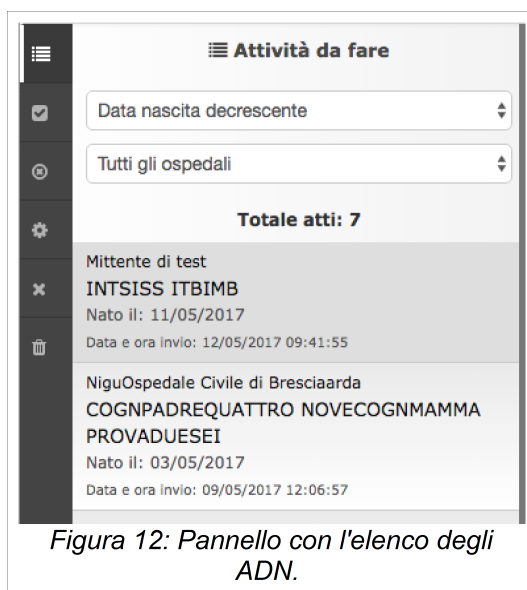 Attività da fare
Data nascita decrescente
Tutti gli ospedali
Totale atti: 7
Mittente di test
INTSISS ITBIMB
Nato il: 11/05/2017
Data e ora invio: 12/05/2017 09:41:55
NiguOspedale Civile di Bresciaarda
COGNPADREQUATTRO NOVECOGNMAMMA
PROVADUESEI
Nato il: 03/05/2017
Data e ora invio: 09/05/2017 12:06:57
Figura 12: Pannello con l'elenco degli
ADN.